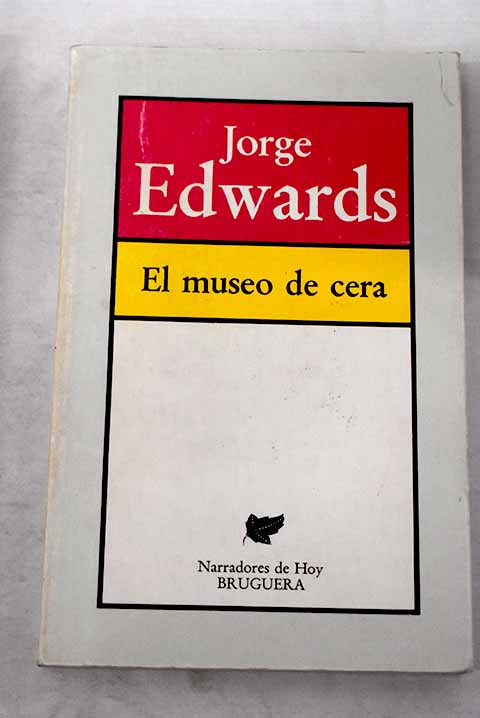 Jorge
Edwards
El museo de cera
Narradores de Hoy
BRUGUERA